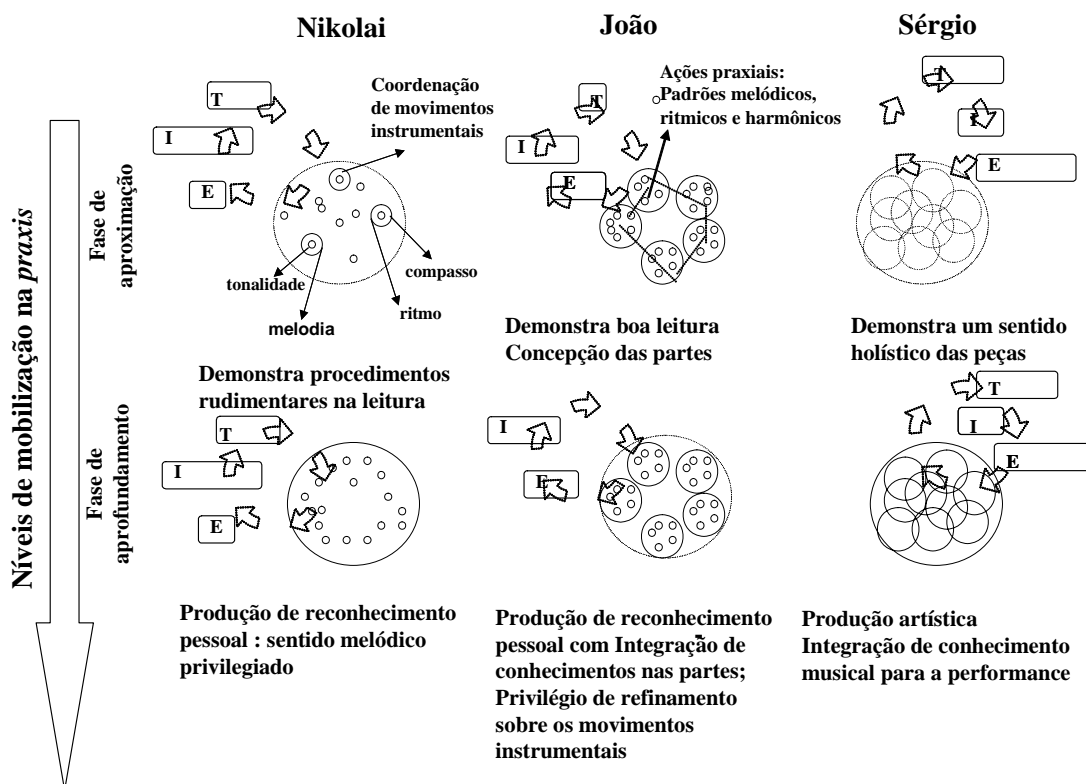 Nikolai
João
Sérgio
Níveis de mobilização na praxis
Fase de
aproximação
T
I
E
Coordenação
de movimentos
instrumentais
tonalidade
melodia
ritmo
compasso
Demonstra procedimentos
rudimentares na leitura
T
I
E
Ações praxiais:
Padrões melódicos,
ritmicos e harmônicos
Demonstra boa leitura
Concepção das partes
T
I
E
Demonstra um sentido
holístico das peças
Fase de
aprofundamento
T
I
E
Produção de reconhecimento
pessoal : sentido melódico
privilegiado
I
E
Produção de reconhecimento
pessoal com Integração de
conhecimentos nas partes;
Privilégio de refinamento
sobre os movimentos
instrumentais
T
I
E
Produção artística
Integração de conhecimento
musical para a performance